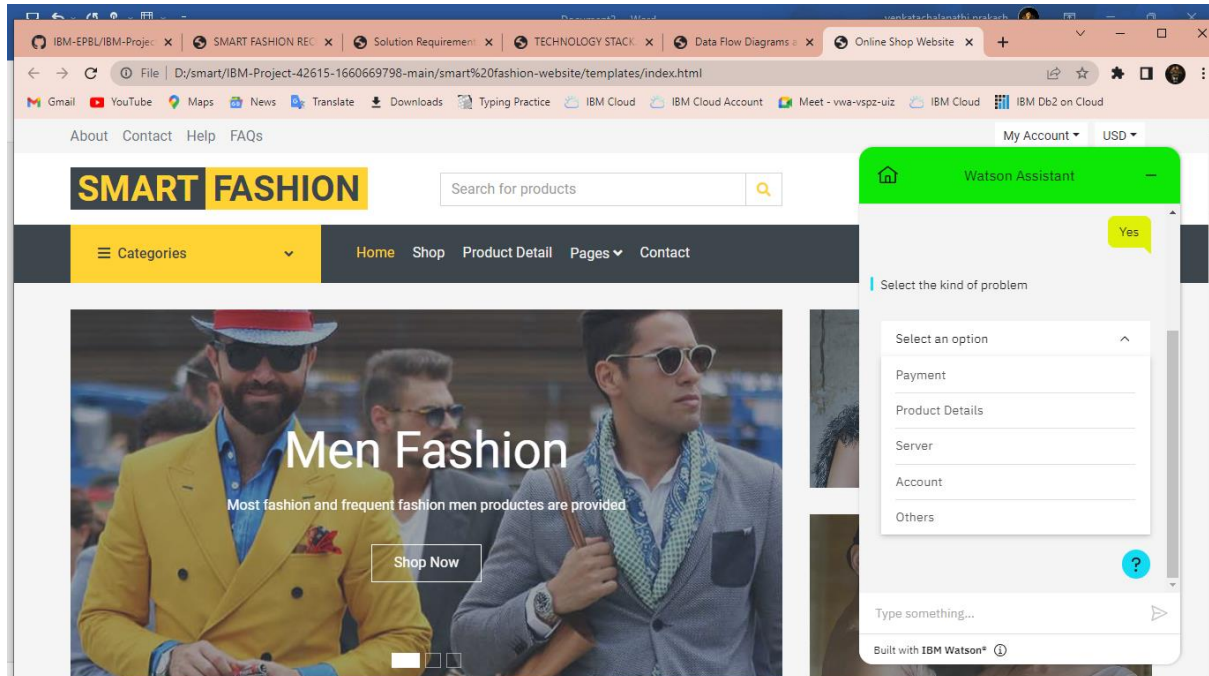 Document2 - Word
venkatachalapathi prakash
IBM-EPBL/IBM-Projec
SMART FASHION REC
Solution Requirement
TECHNOLOGY STACK
Data Flow Diagrams a
Online Shop Website
File | D:/smart/IBM-Project-42615-1660669798-main/smart%20fashion-website/templates/index.html
Gmail YouTube Maps News Translate Downloads Typing Practice IBM Cloud IBM Cloud Account Meet - vwa-vspz-uiz IBM Cloud IBM Db2 on Cloud
About Contact Help FAQs
My Account USD
SMART FASHION
Search for products
Categories
Home Shop Product Detail Pages Contact
Men Fashion
Most fashion and frequent fashion men productes are provided
Shop Now
Watson Assistant
Yes
Select the kind of problem
Select an option
Payment
Product Details
Server
Account
Others
?
Type something...
Built with IBM Watson®